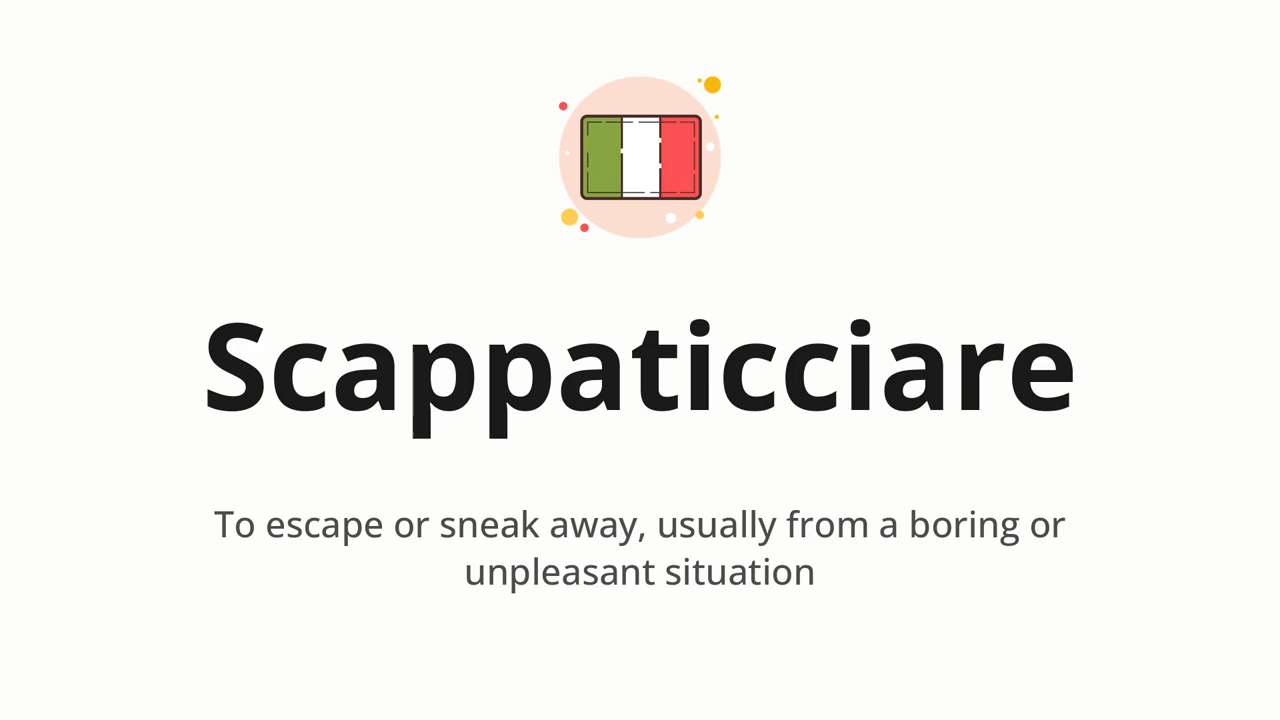 Scappaticciare
To escape or sneak away, usually from a boring or
unpleasant situation